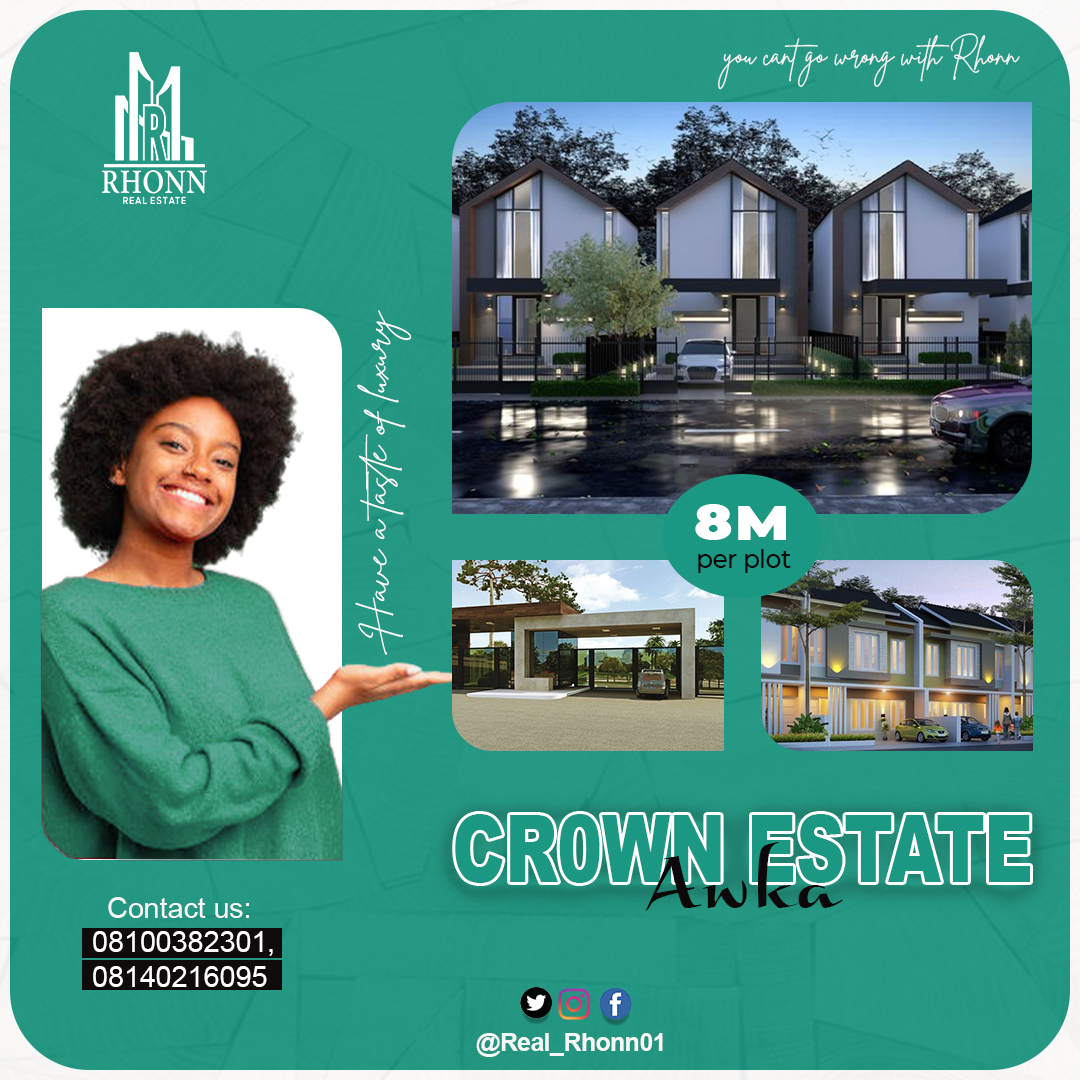 you cant go wrong with Rhonn
R
RHONN
REAL ESTATE
Have a taste of luxury
8M
per plot
CROWN ESTATE
Awka
Contact us:
08100382301,
08140216095
@Real_Rhonn01